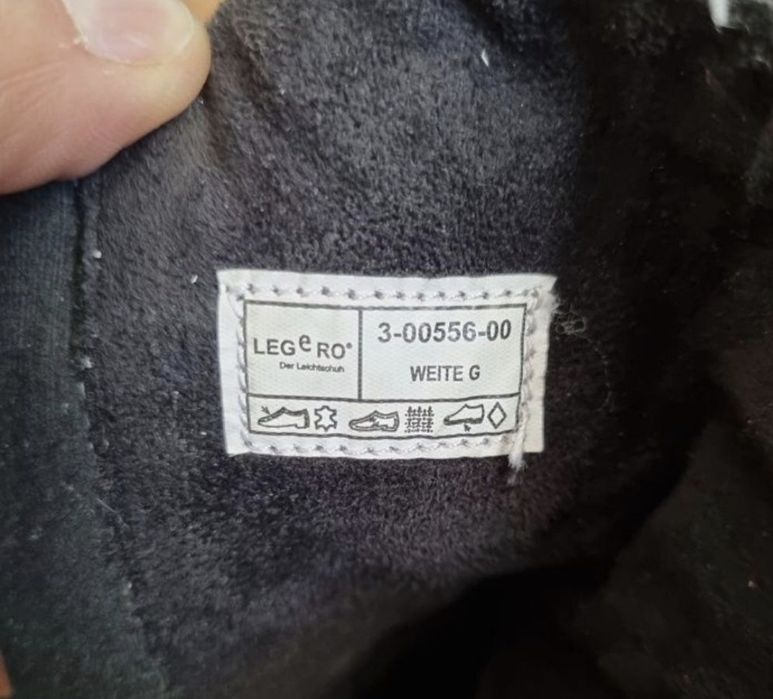 LEGeRO®
Der Leichtschuh
3-00556-00
WEITE G